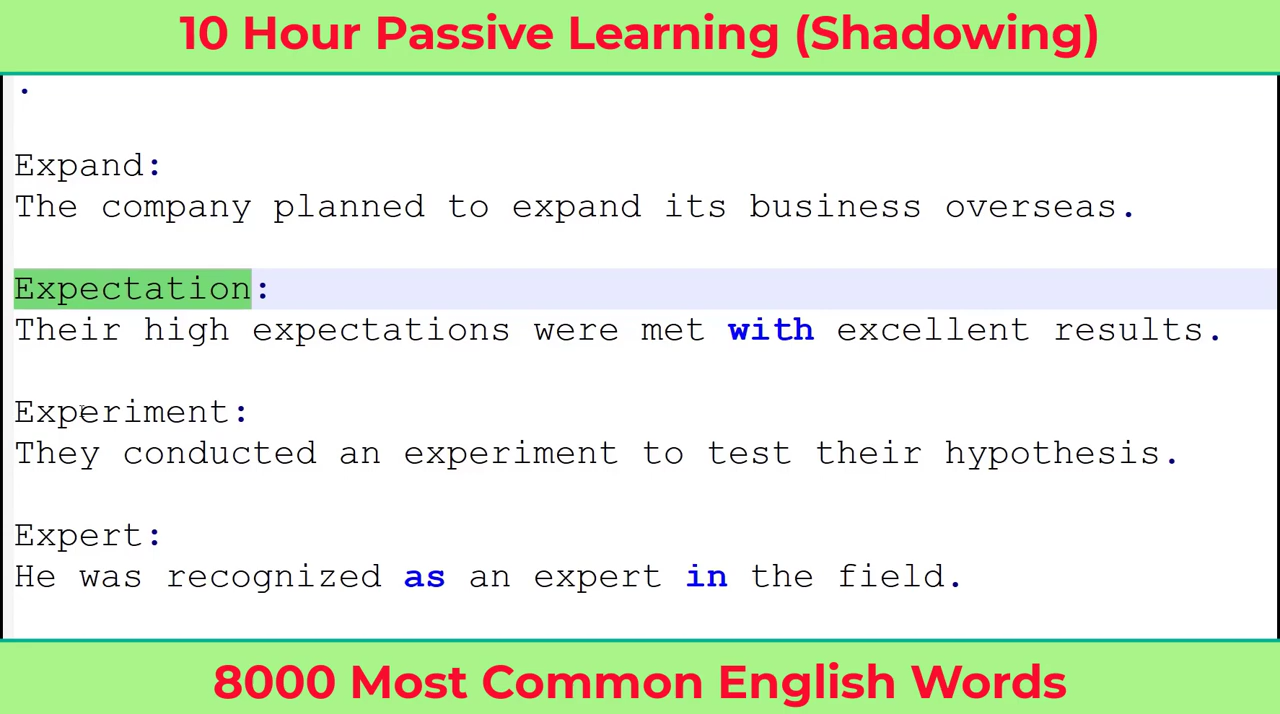 10 Hour Passive Learning (Shadowing)
.
Expand:
The company planned to expand its business overseas.
Expectation:
Their high expectations were met with excellent results.
Experiment:
They conducted an experiment to test their hypothesis.
Expert:
He was recognized as an expert in the field.
8000 Most Common English Words